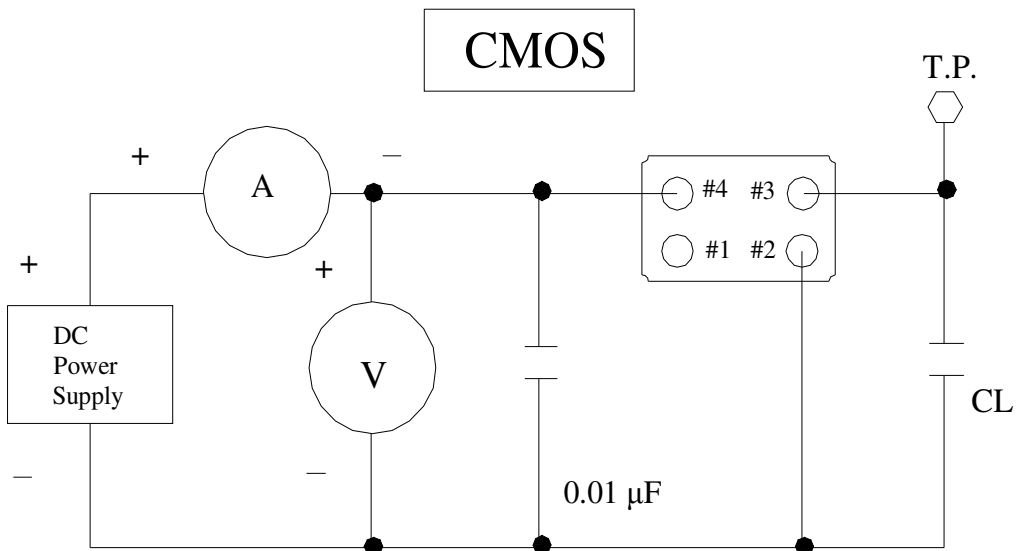 CMOS
T.P.
+
–
A
#4
#3
#1
#2
+
+
DC
Power
Supply
V
CL
–
–
0.01 μF